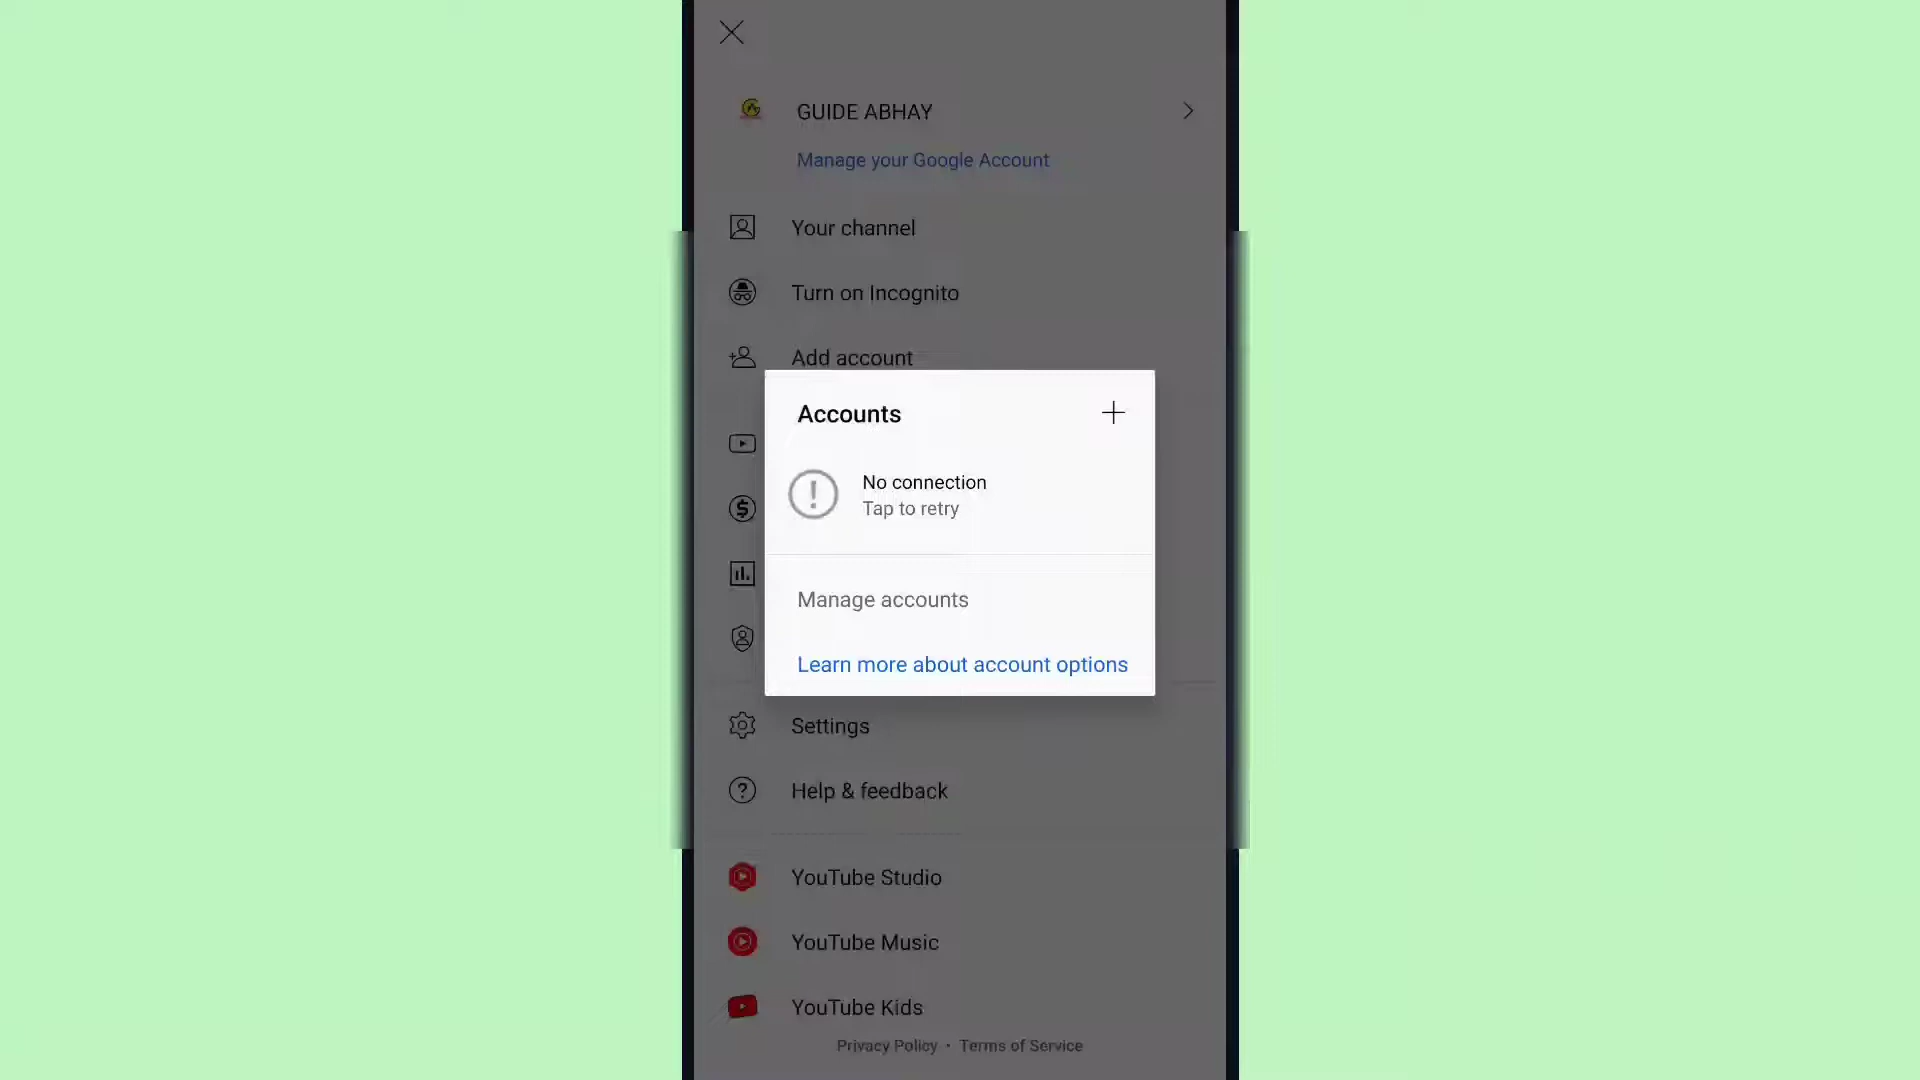 GUIDE ABHAY
Manage your Google Account
Your channel
Turn on Incognito
Add account
Accounts
No connection
Tap to retry
Manage accounts
Learn more about account options
Settings
Help & feedback
YouTube Studio
YouTube Music
YouTube Kids
Privacy Policy • Terms of Service